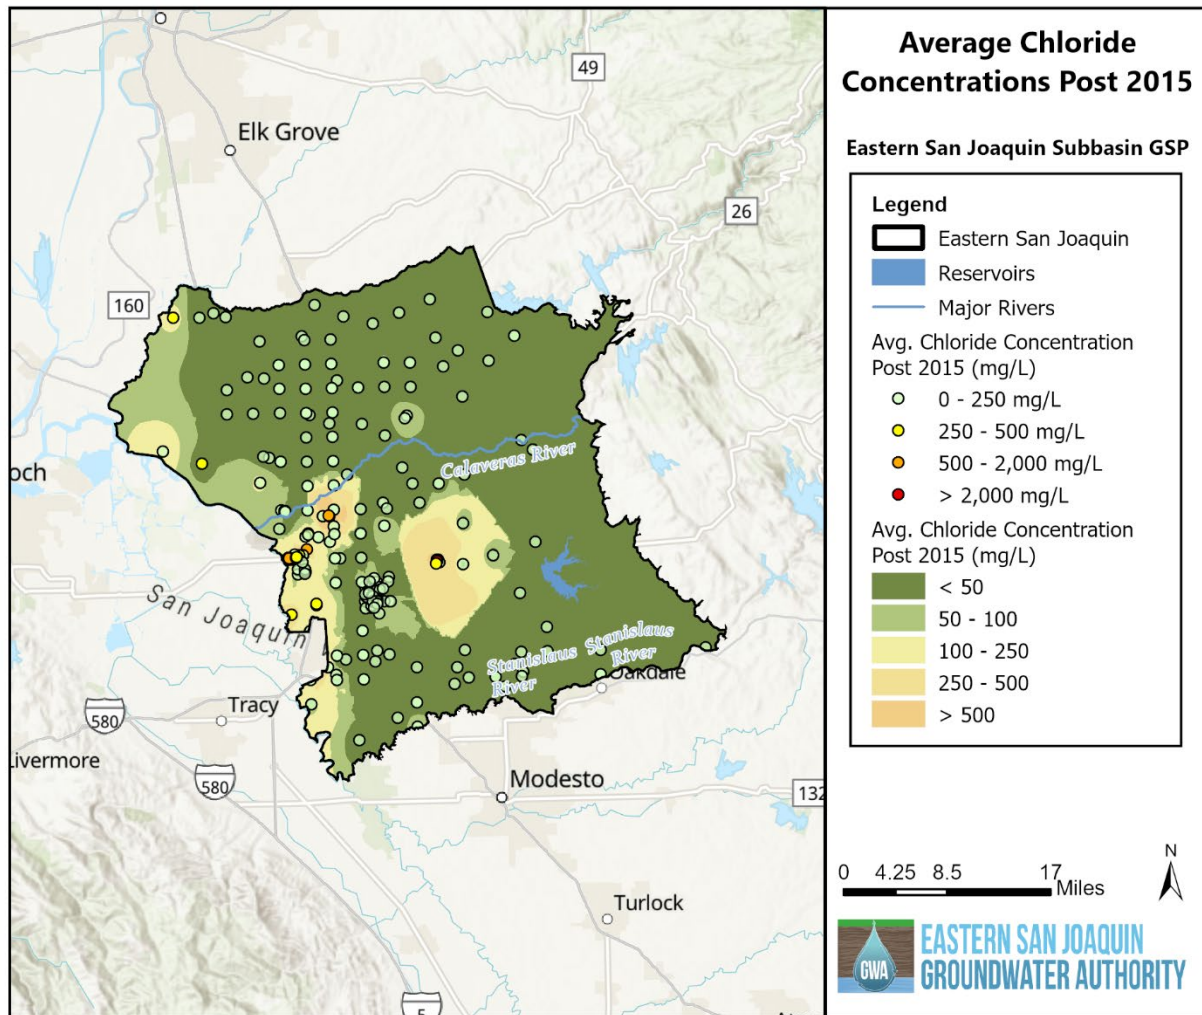 Average Chloride
Concentrations Post 2015
Eastern San Joaquin Subbasin GSP
Legend
Eastern San Joaquin
Reservoirs
Major Rivers
Avg. Chloride Concentration
Post 2015 (mg/L)
0 - 250 mg/L
250 - 500 mg/L
500 - 2,000 mg/L
> 2,000 mg/L
Avg. Chloride Concentration
Post 2015 (mg/L)
< 50
50 - 100
100 - 250
250 - 500
> 500
0 4.25 8.5 17
Miles
N
GWA
EASTERN SAN JOAQUIN
GROUNDWATER AUTHORITY
49
Elk Grove
26
160
Calaveras River
och
San Joaquin
Stanislaus
River
Stanislaus
River
Oakdale
Tracy
580
Livermore
580
Modesto
132
Turlock
5